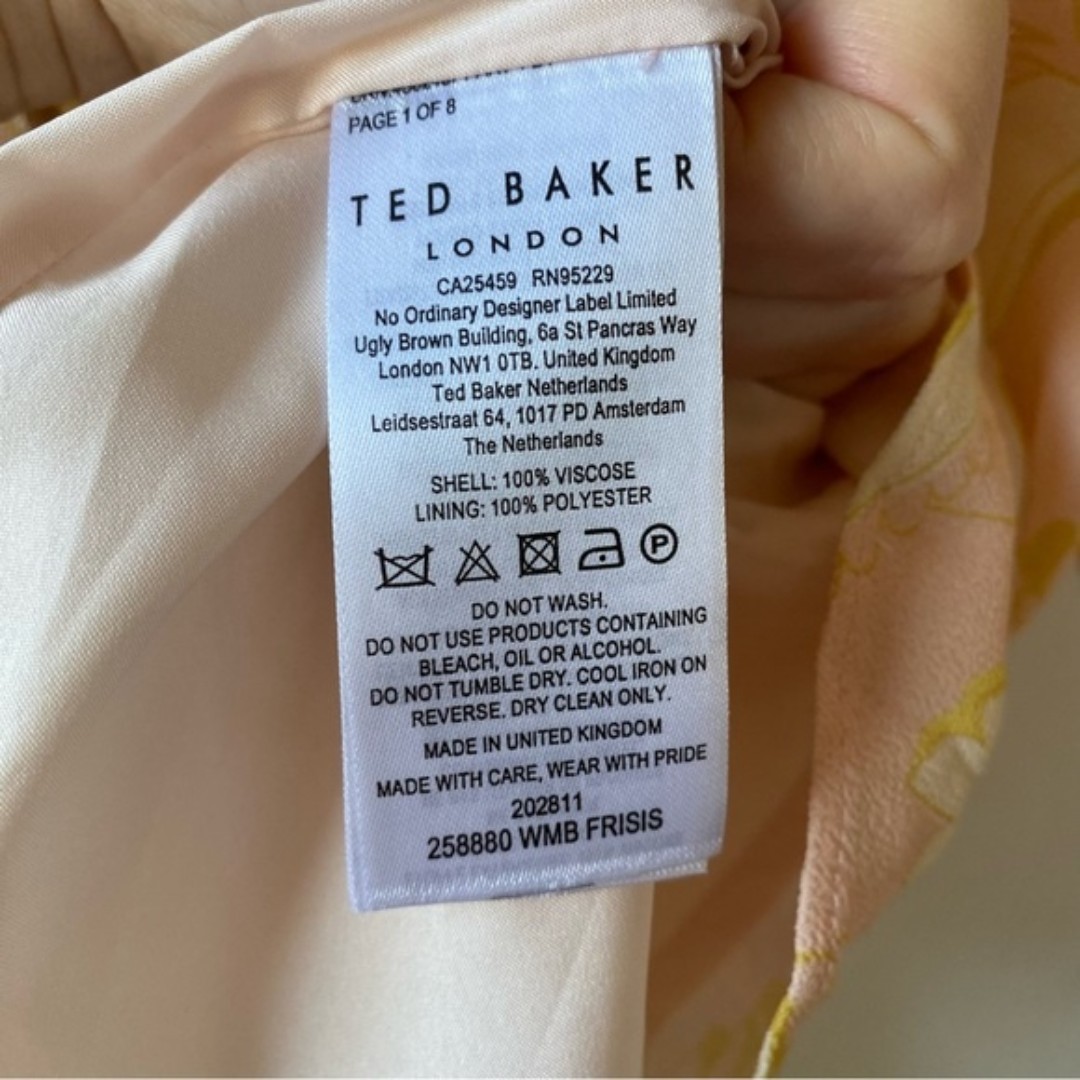 PAGE 1 OF 8
TED BAKER
LONDON
CA25459 RN95229
No Ordinary Designer Label Limited
Ugly Brown Building, 6a St Pancras Way
London NW1 0TB. United Kingdom
Ted Baker Netherlands
Leidsestraat 64, 1017 PD Amsterdam
The Netherlands
SHELL: 100% VISCOSE
LINING: 100% POLYESTER
P
DO NOT WASH.
DO NOT USE PRODUCTS CONTAINING
BLEACH, OIL OR ALCOHOL.
DO NOT TUMBLE DRY. COOL IRON ON
REVERSE. DRY CLEAN ONLY.
MADE IN UNITED KINGDOM
MADE WITH CARE, WEAR WITH PRIDE
202811
258880 WMB FRISIS